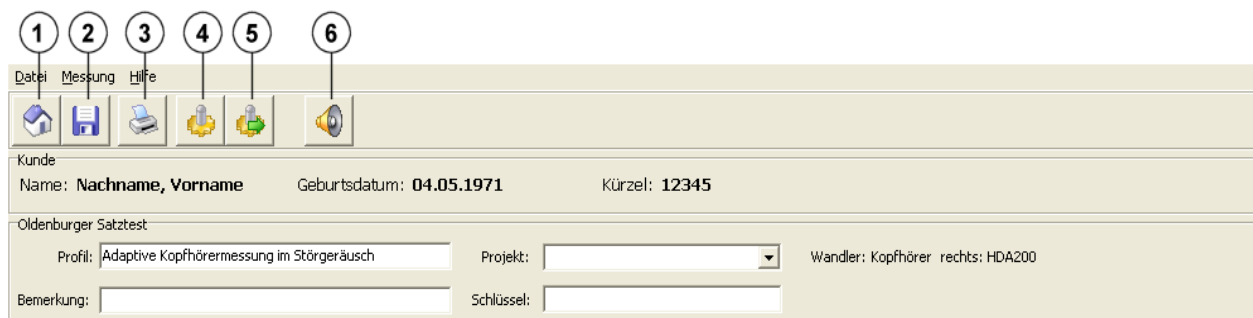 1 2 3 4 5 6
Datei Messung Hilfe
Kunde
Name: Nachname, Vorname Geburtsdatum: 04.05.1971 Kürzel: 12345
Oldenburger Satztest
Profil: Adaptive Kopfhörermessung im Störgeräusch Projekt: Wandler: Kopfhörer rechts: HDA200
Bemerkung: Schlüssel: